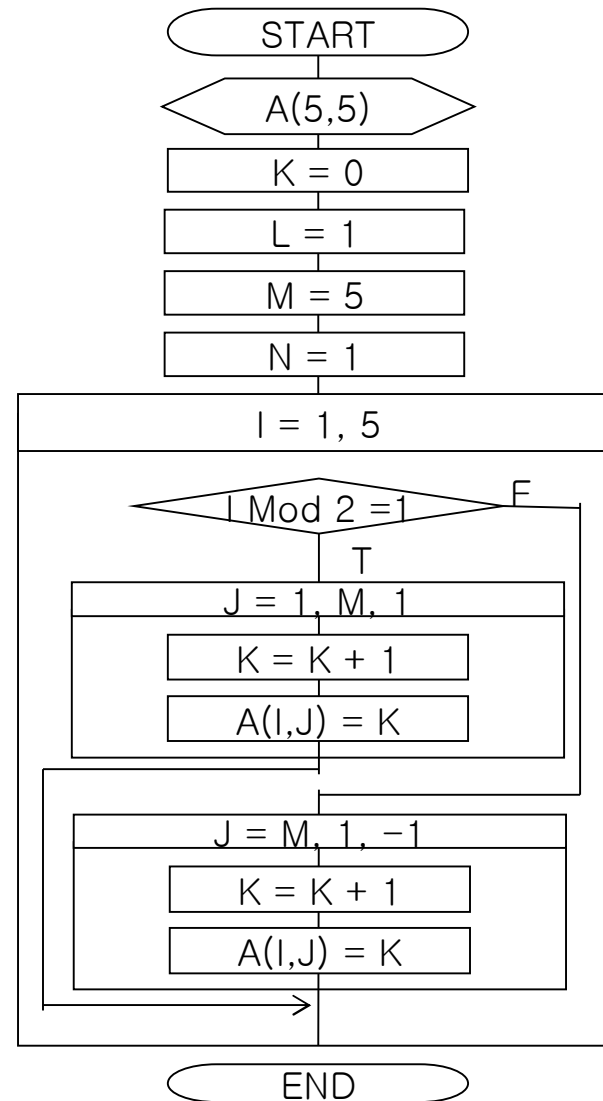 START
A(5,5)
K = 0
L = 1
M = 5
N = 1
I = 1, 5
I Mod 2 =1
F
T
J = 1, M, 1
K = K + 1
A(I,J) = K
J = M, 1, -1
K = K + 1
A(I,J) = K
END